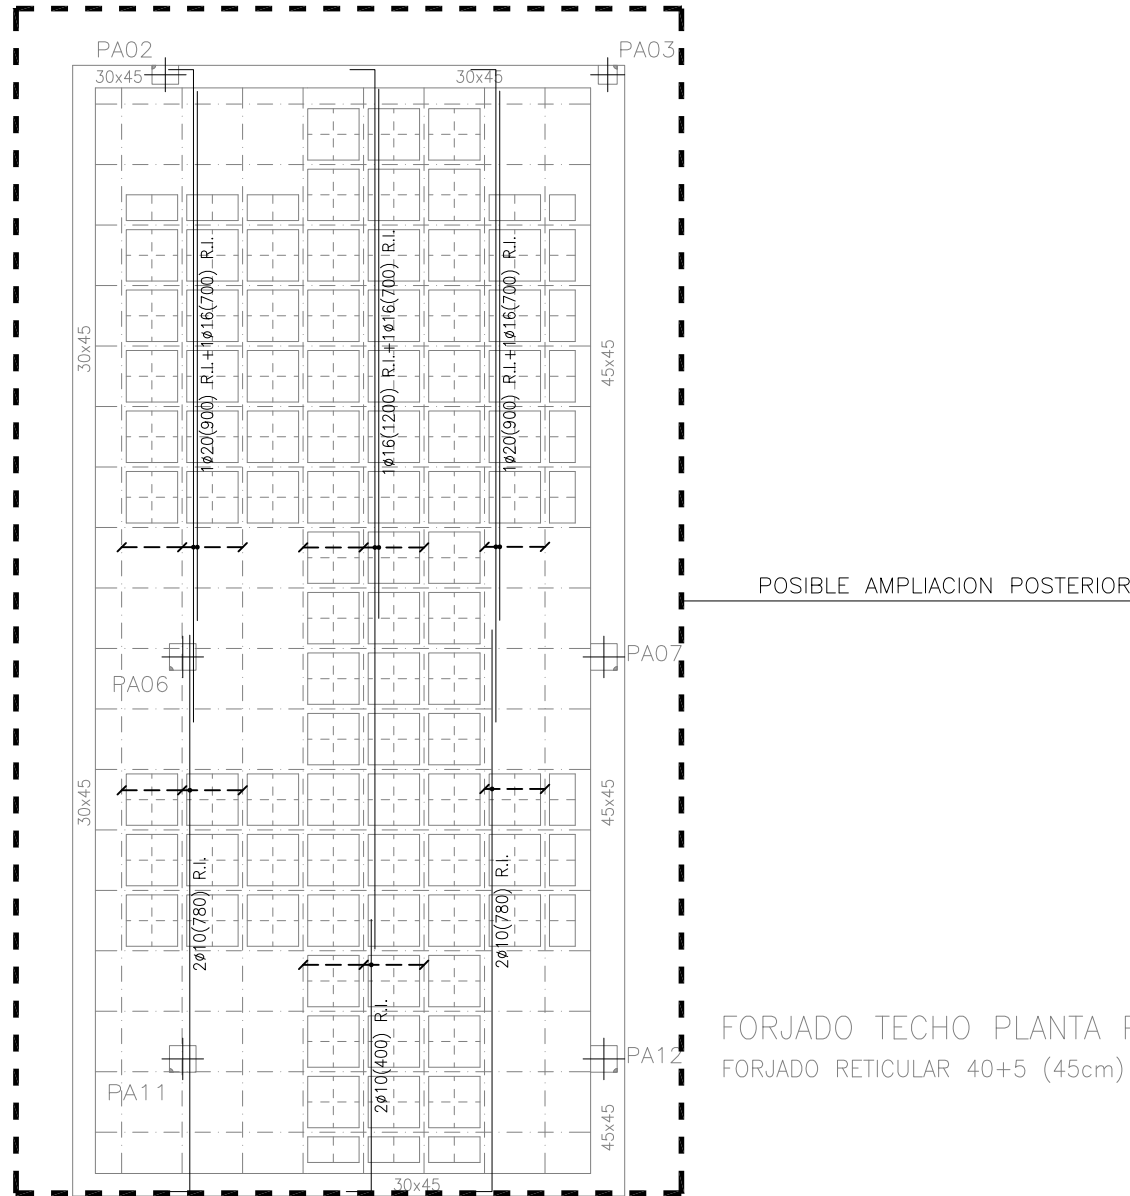 PA02
PA03
30x45
30x45
1ø20(900) R.I.+1ø16(700) R.I.
1ø16(1200) R.I.+1ø16(700) R.I.
1ø20(900) R.I.+1ø16(700) R.I.
30x45
45x45
POSIBLE AMPLIACION POSTERIOR
PA06
PA07
30x45
45x45
2ø10(780) R.I.
2ø10(780) R.I.
2ø10(400) R.I.
FORJADO TECHO PLANTA
FORJADO RETICULAR 40+5 (45cm)
PA11
PA12
45x45
30x45